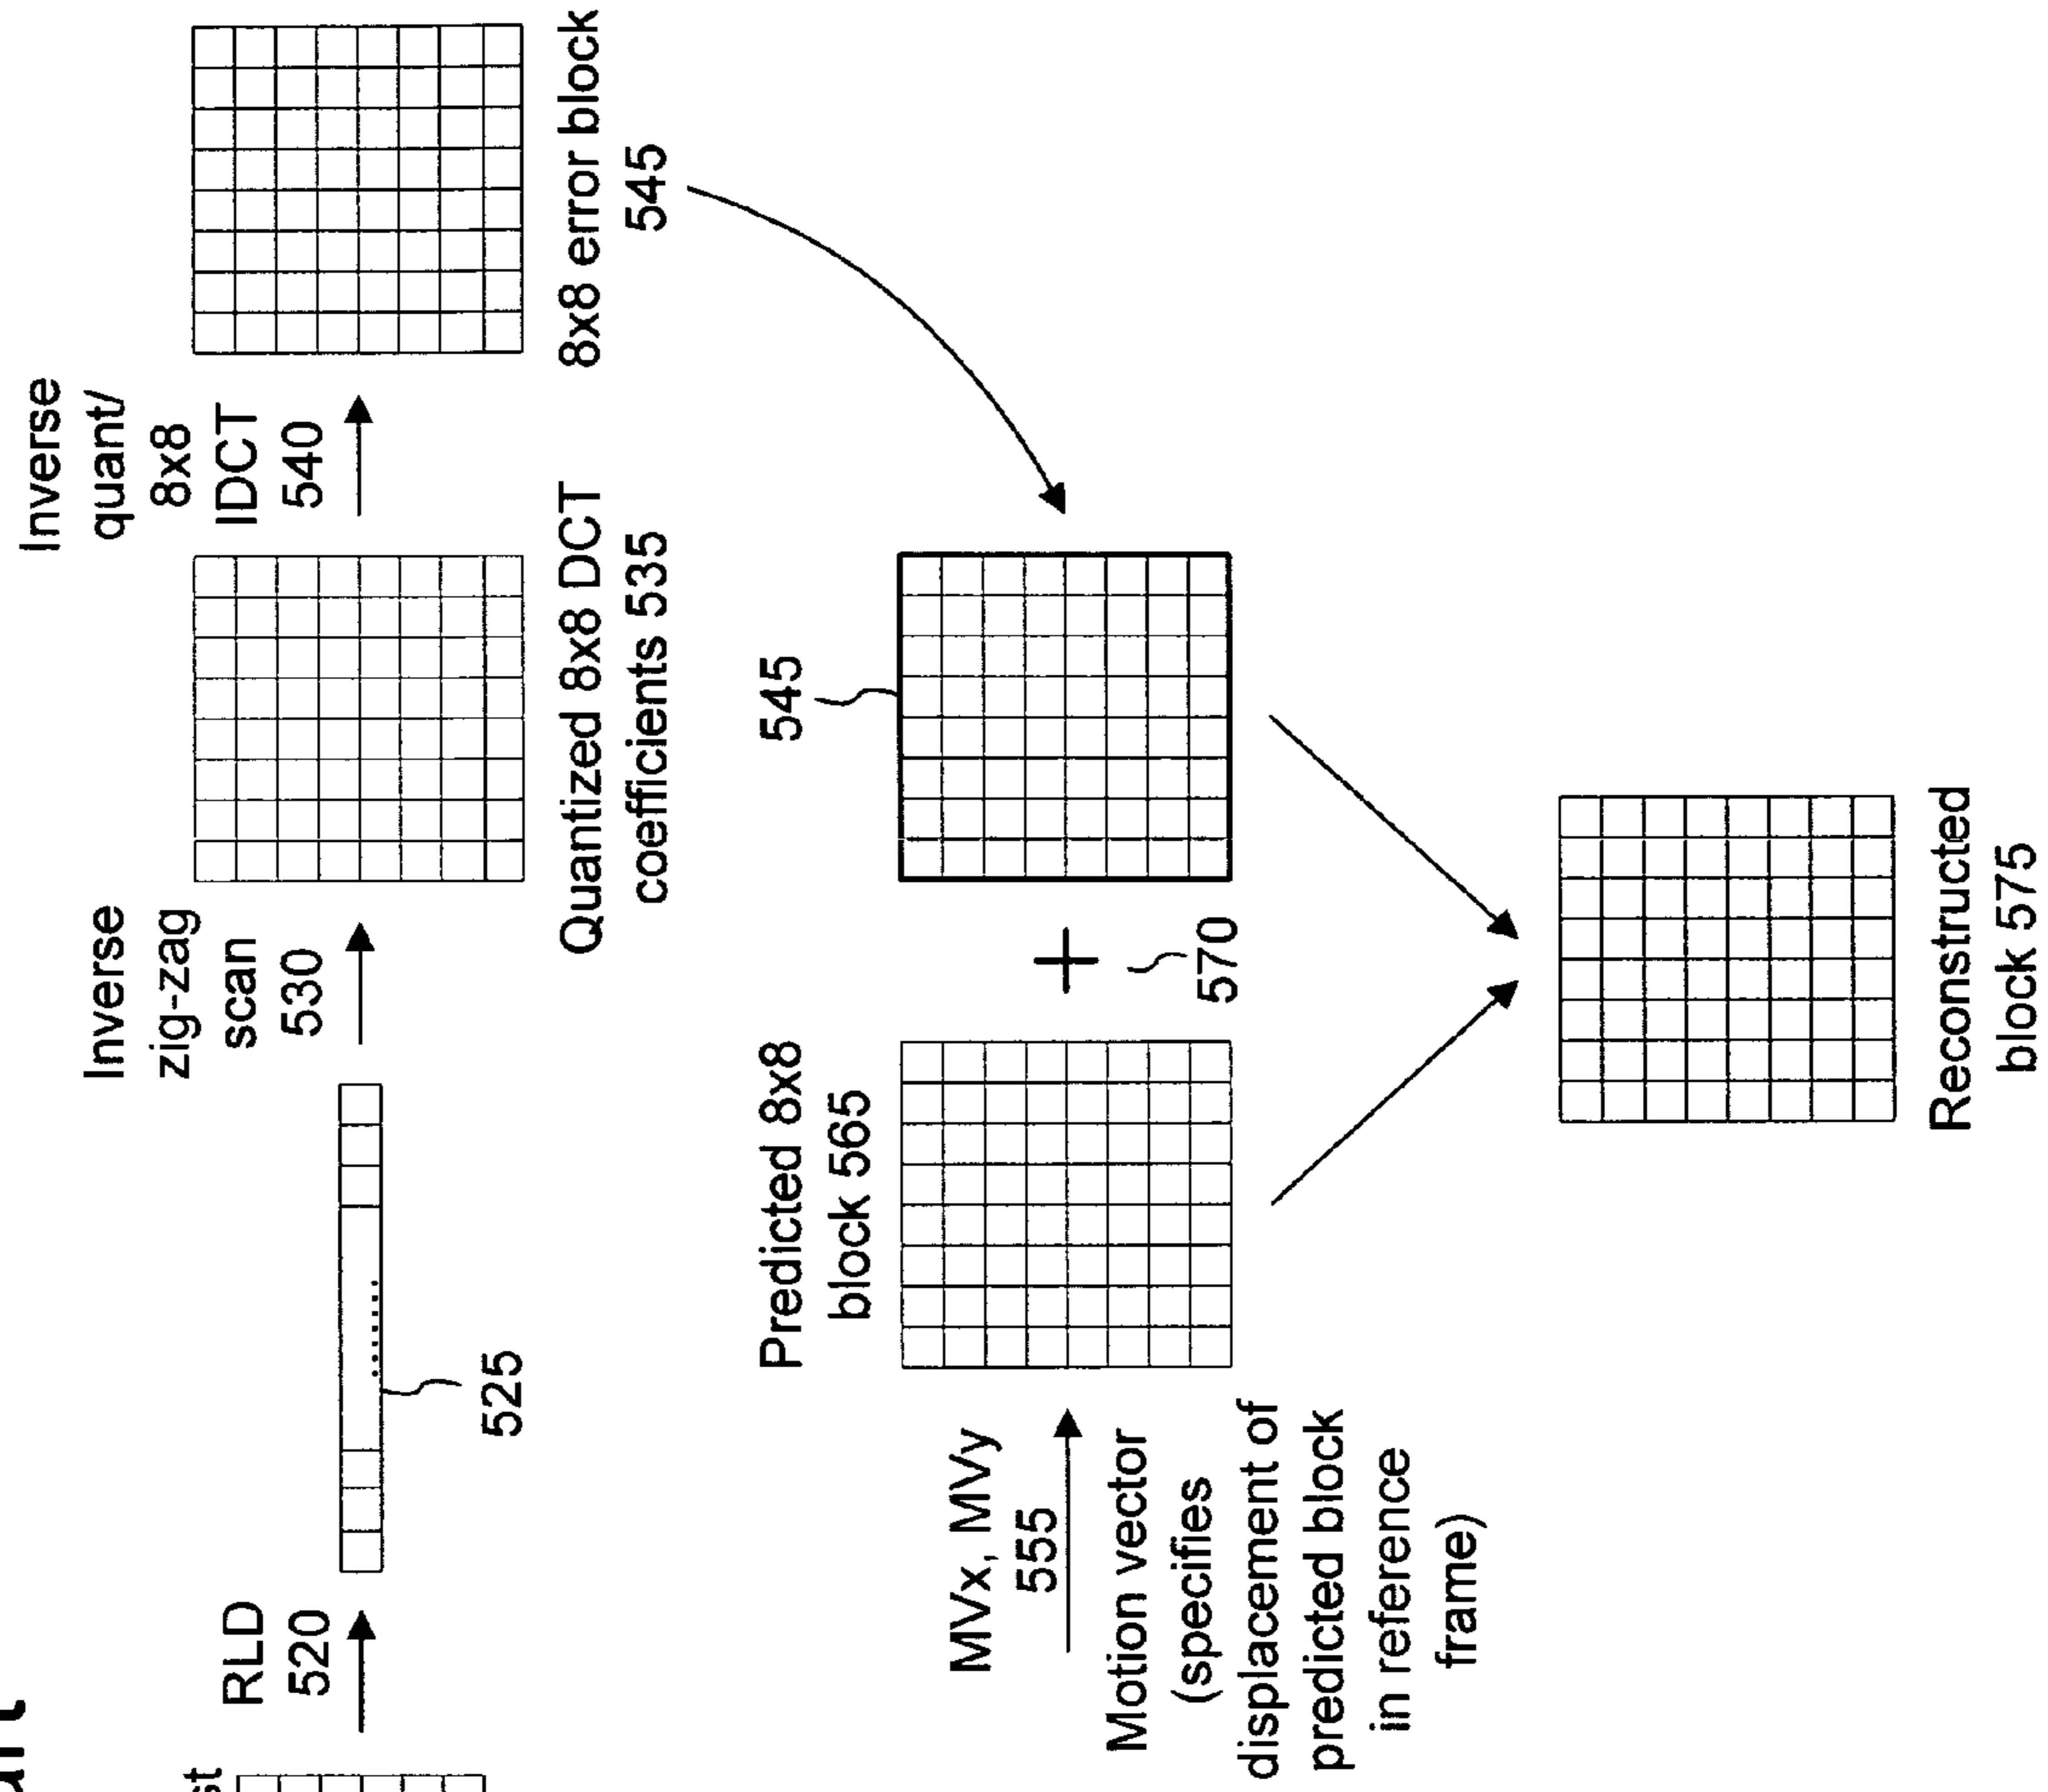 RLD
520
525
Inverse
zig-zag
scan
530
Quantized 8x8 DCT
coefficients 535
Inverse
quant/
8x8
IDCT
540
8x8 error block
545
MVx, MVy
555
Motion vector
(specifies
displacement of
predicted block
in reference
frame)
Predicted 8x8
block 565
570
545
Reconstructed
block 575